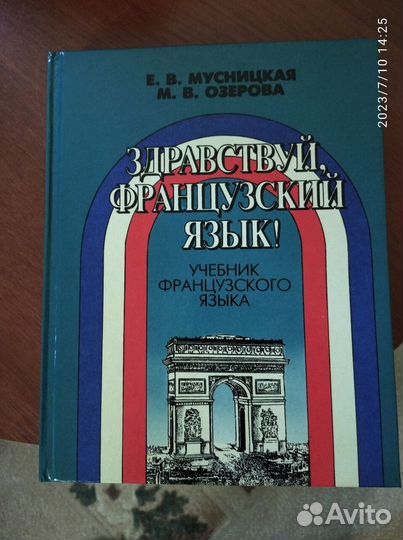 Е. В. МУСНИЦКАЯ
М. В. ОЗЕРОВА
ЗДРАВСТВУЙ,
ФРАНЦУЗСКИЙ
ЯЗЫК!
УЧЕБНИК
ФРАНЦУЗСКОГО
ЯЗЫКА
2023/7/10 14:25
Avito